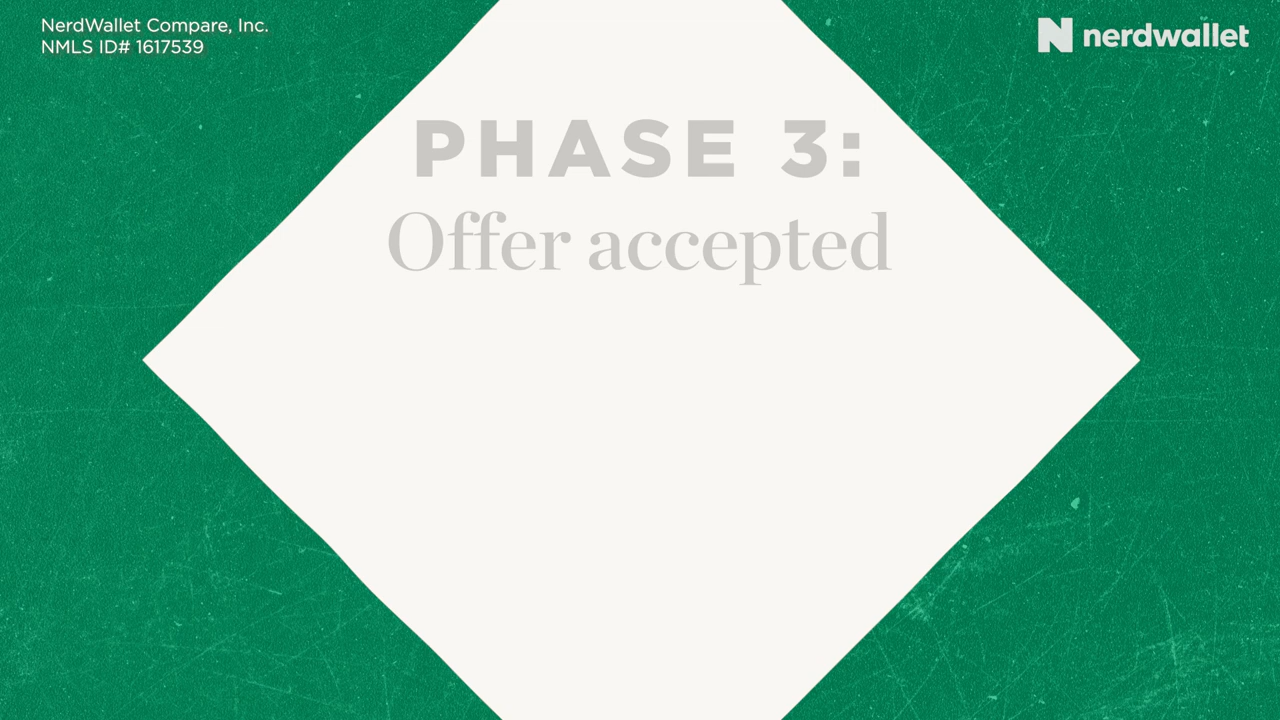 NerdWallet Compare, Inc.
NMLS ID# 1617539
nerdwallet
PHASE 3:
Offer accepted